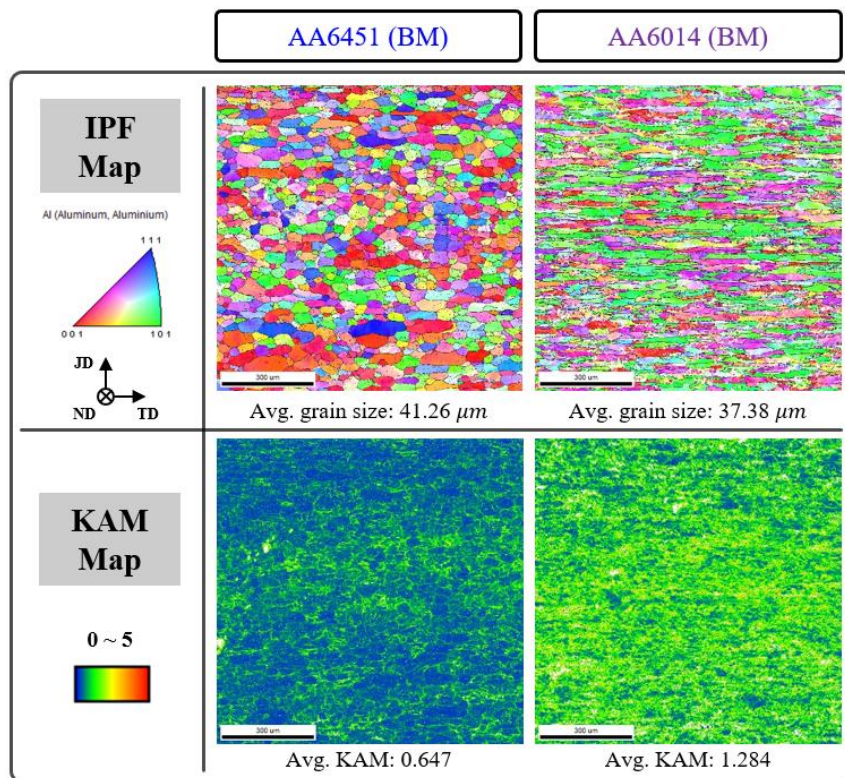 AA6451 (BM)
AA6014 (BM)
IPF
Map
Al (Aluminum, Aluminium)
1 1 1
0 0 1
1 0 1
JD
ND
TD
300 um
300 um
Avg. grain size: 41.26 μm
Avg. grain size: 37.38 μm
KAM
Map
0 ~ 5
300 um
300 um
Avg. KAM: 0.647
Avg. KAM: 1.284